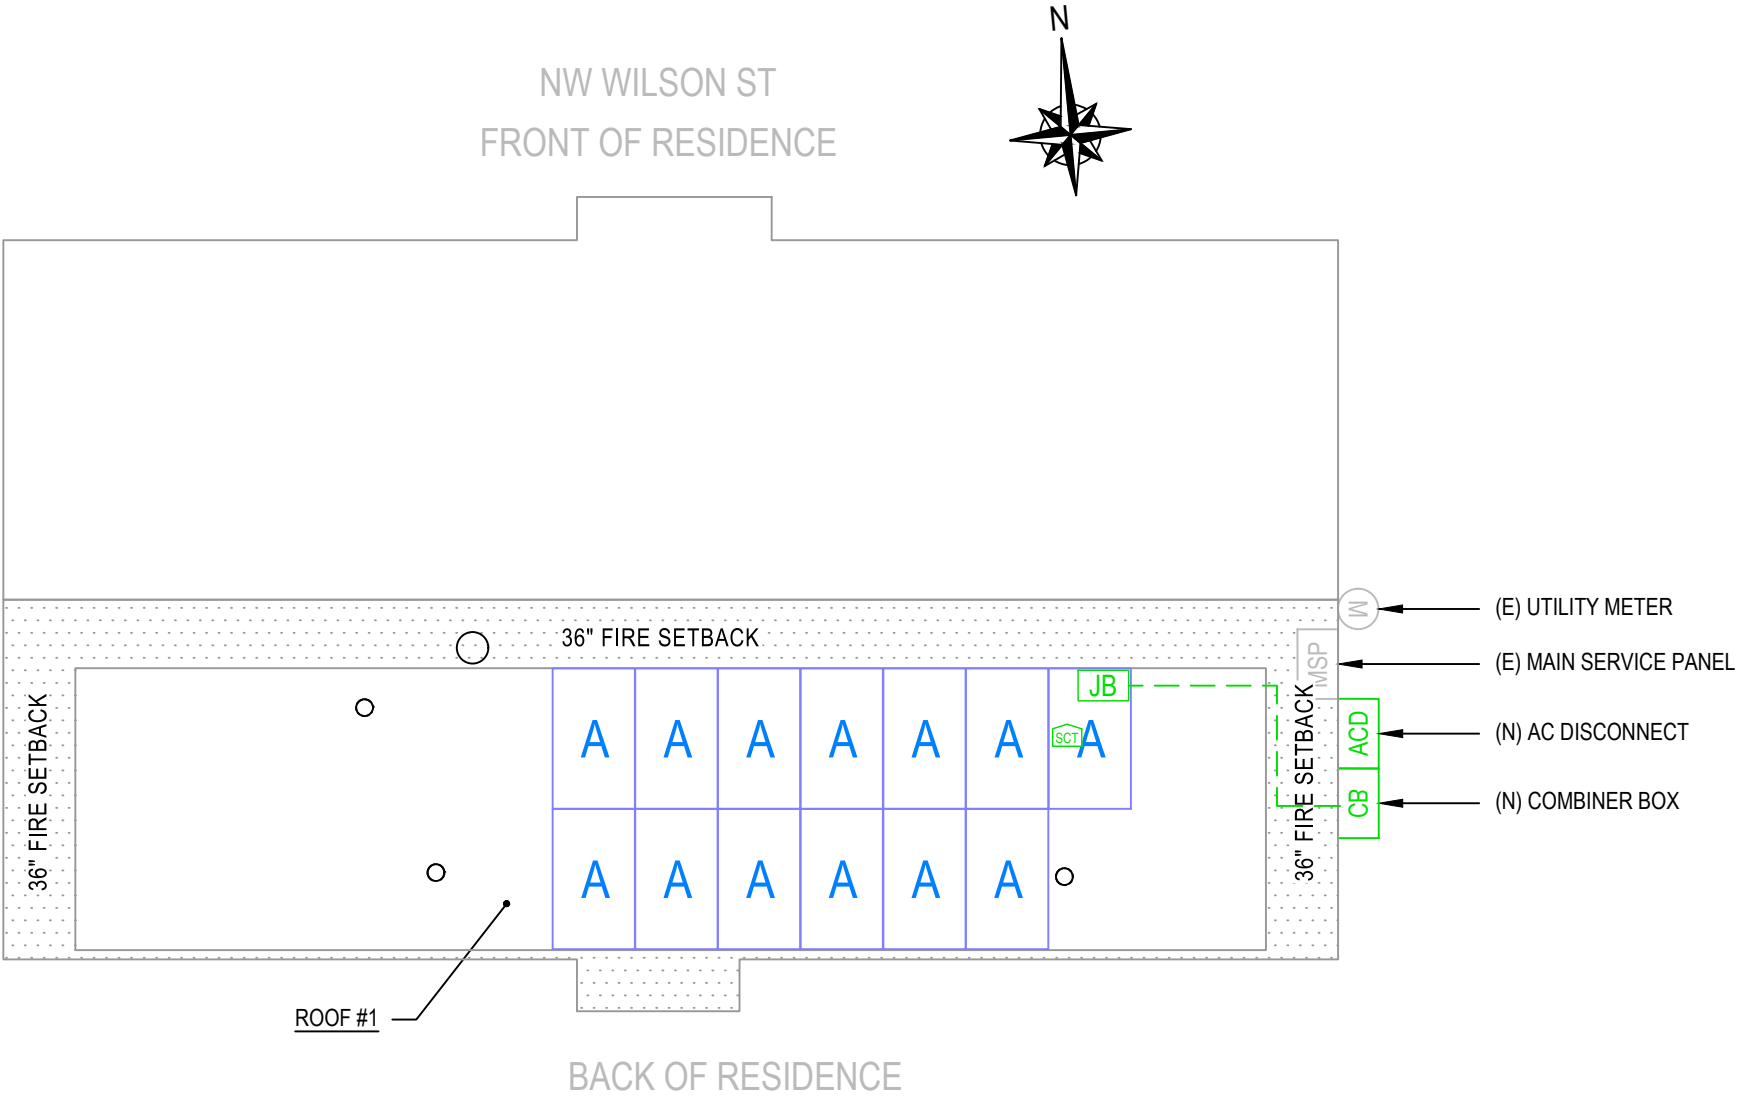 N
NW WILSON ST
FRONT OF RESIDENCE
M
(E) UTILITY METER
36" FIRE SETBACK
MSP
(E) MAIN SERVICE PANEL
JB
36" FIRE SETBACK
36" FIRE SETBACK
ACD
(N) AC DISCONNECT
A A A A A A SCT A
CB
(N) COMBINER BOX
A A A A A A
ROOF #1
BACK OF RESIDENCE